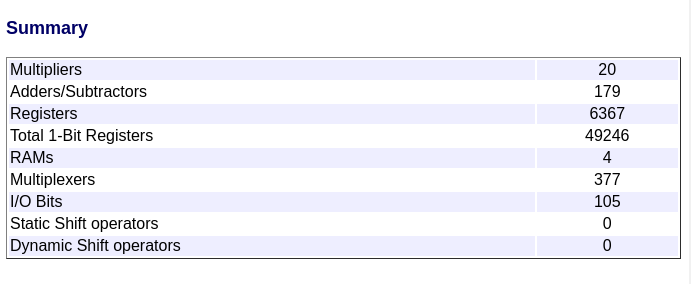 Summary
Multipliers 20
Adders/Subtractors 179
Registers 6367
Total 1-Bit Registers 49246
RAMs 4
Multiplexers 377
I/O Bits 105
Static Shift operators 0
Dynamic Shift operators 0